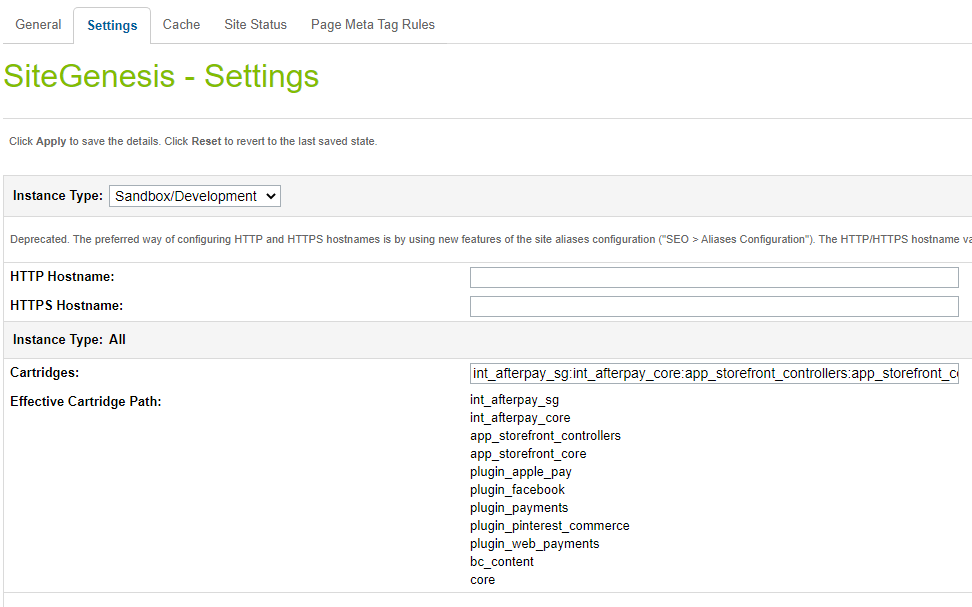 General Settings Cache Site Status Page Meta Tag Rules
SiteGenesis - Settings
Click Apply to save the details. Click Reset to revert to the last saved state.
Instance Type: Sandbox/Development
Deprecated. The preferred way of configuring HTTP and HTTPS hostnames is by using new features of the site aliases configuration ("SEO > Aliases Configuration"). The HTTP/HTTPS hostname va
HTTP Hostname:
HTTPS Hostname:
Instance Type: All
Cartridges: int_afterpay_sg:int_afterpay_core:app_storefront_controllers:app_storefront_c
Effective Cartridge Path: int_afterpay_sg
int_afterpay_core
app_storefront_controllers
app_storefront_core
plugin_apple_pay
plugin_facebook
plugin_payments
plugin_pinterest_commerce
plugin_web_payments
bc_content
core